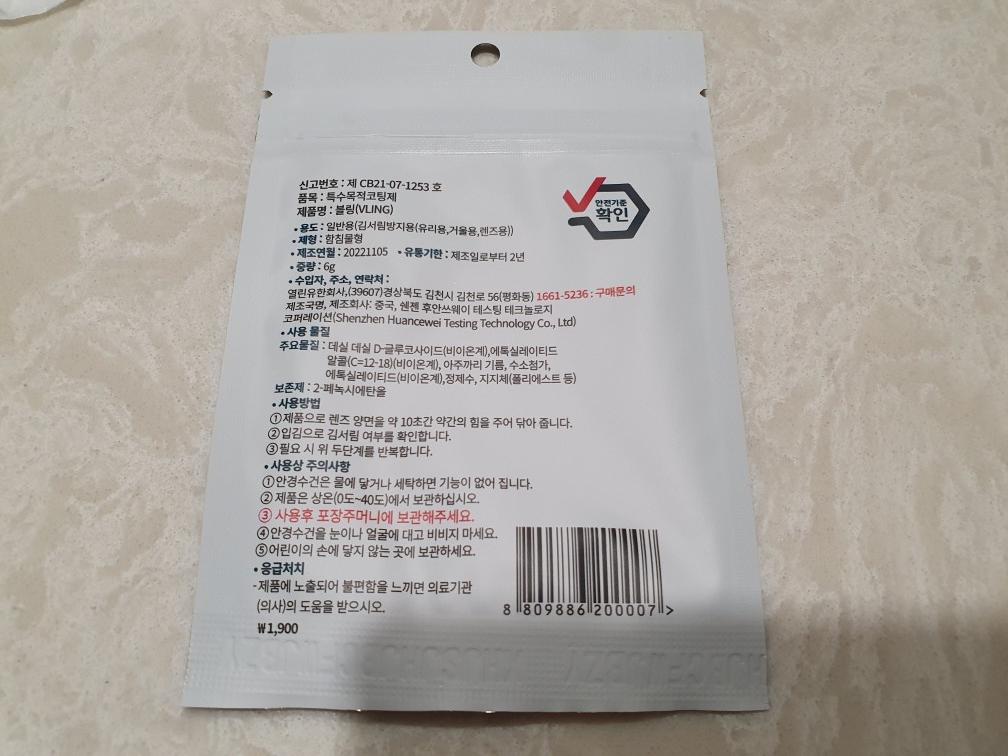 신고번호 : 제 CB21-07-1253 호
품목 : 특수목적코팅제
제품명 : 블링(VLING)
• 용도 : 일반용(김서림방지용(유리용,거울용,렌즈용))
• 제형 : 함침물형
• 제조연월 : 20221105 • 유통기한 : 제조일로부터 2년
• 중량 : 6g
• 수입자, 주소, 연락처 :
열린유한회사,(39607)경상북도 김천시 김천로 56(평화동) 1661-5236 : 구매문의
제조국명, 제조회사: 중국, 쉔젠 후안쓰웨이 테스팅 테크놀로지
코퍼레이션(Shenzhen Huancewei Testing Technology Co., Ltd)
• 사용 물질
주요물질 : 데실 데실 D-글루코사이드(비이온계),에톡실레이티드
알콜(C=12-18)(비이온계), 아주까리 기름, 수소첨가,
에톡실레이티드(비이온계),정제수, 지지체(폴리에스트 등)
보존제 : 2-페녹시에탄올
• 사용방법
①제품으로 렌즈 양면을 약 10초간 약간의 힘을 주어 닦아 줍니다.
②입김으로 김서림 여부를 확인합니다.
③필요 시 위 두단계를 반복합니다.
• 사용상 주의사항
①안경수건은 물에 닿거나 세탁하면 기능이 없어 집니다.
② 제품은 상온(0도~40도)에서 보관하십시오.
③ 사용후 포장주머니에 보관해주세요.
④안경수건을 눈이나 얼굴에 대고 비비지 마세요.
⑤어린이의 손에 닿지 않는 곳에 보관하세요.
• 응급처치
-제품에 노출되어 불편함을 느끼면 의료기관
(의사)의 도움을 받으시오.
₩1,900
안전기준
확인
8 809886 200007 >